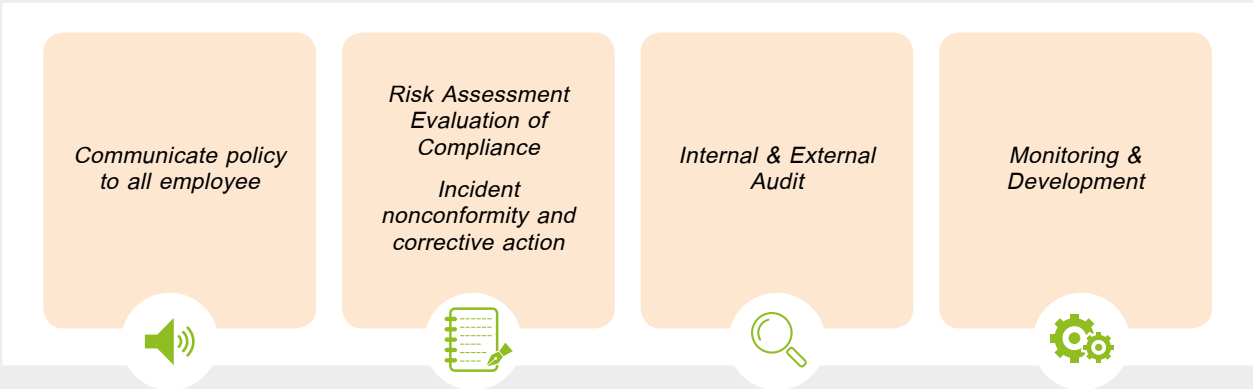 Communicate policy
to all employee
Risk Assessment
Evaluation of
Compliance
Incident
nonconformity and
corrective action
Internal & External
Audit
Monitoring &
Development